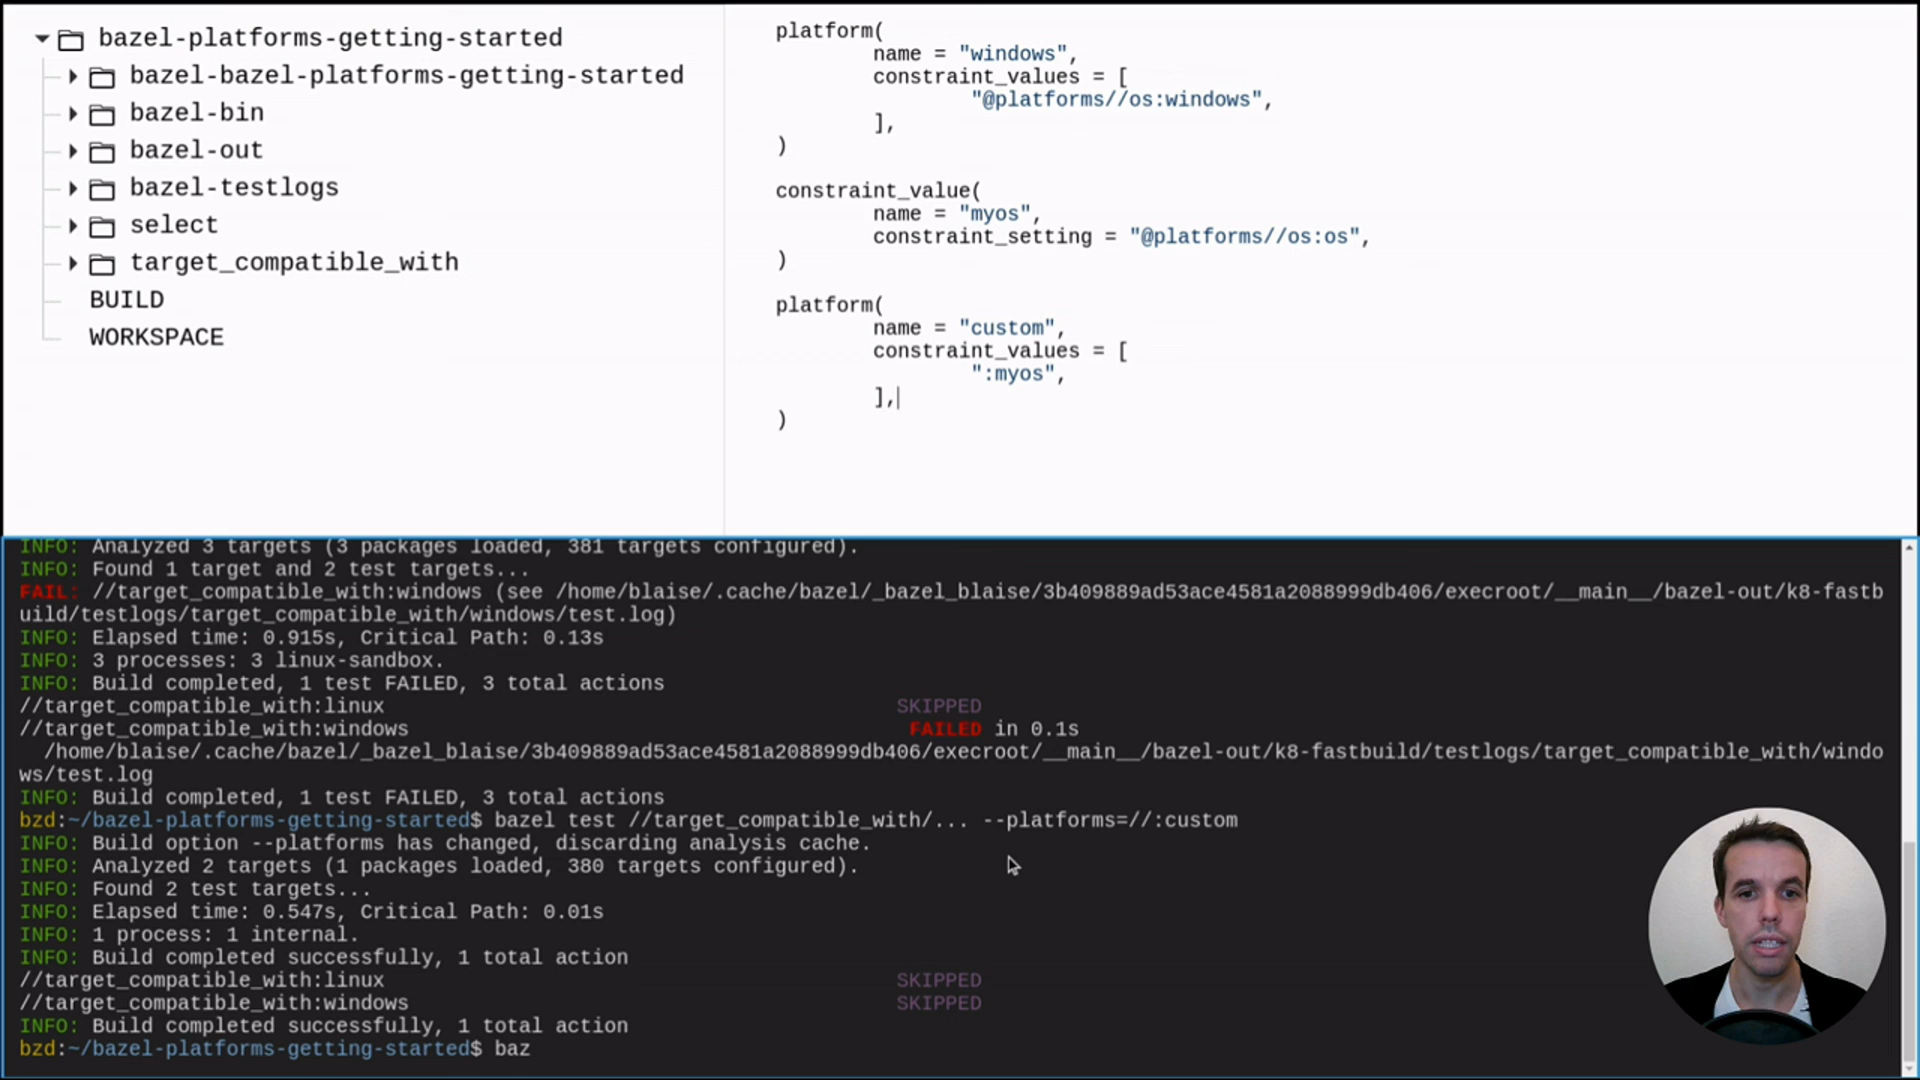 bazel-platforms-getting-started
bazel-bazel-platforms-getting-started
bazel-bin
bazel-out
bazel-testlogs
select
target_compatible_with
BUILD
WORKSPACE
platform(
name = "windows",
constraint_values = [
"@platforms//os:windows",
],
)
constraint_value(
name = "myos",
constraint_setting = "@platforms//os:os",
)
platform(
name = "custom",
constraint_values = [
":myos",
],
)
INFO: Analyzed 3 targets (3 packages loaded, 381 targets configured).
INFO: Found 1 target and 2 test targets...
FAIL: //target_compatible_with:windows (see /home/blaise/.cache/bazel/_bazel_blaise/3b409889ad53ace4581a2088999db406/execroot/__main__/bazel-out/k8-fastb
uild/testlogs/target_compatible_with/windows/test.log)
INFO: Elapsed time: 0.915s, Critical Path: 0.13s
INFO: 3 processes: 3 linux-sandbox.
INFO: Build completed, 1 test FAILED, 3 total actions
//target_compatible_with:linux SKIPPED
//target_compatible_with:windows FAILED in 0.1s
/home/blaise/.cache/bazel/_bazel_blaise/3b409889ad53ace4581a2088999db406/execroot/__main__/bazel-out/k8-fastbuild/testlogs/target_compatible_with/windo
ws/test.log
INFO: Build completed, 1 test FAILED, 3 total actions
bzd:~/bazel-platforms-getting-started$ bazel test //target_compatible_with/... --platforms=//:custom
INFO: Build option --platforms has changed, discarding analysis cache.
INFO: Analyzed 2 targets (1 packages loaded, 380 targets configured).
INFO: Found 2 test targets...
INFO: Elapsed time: 0.547s, Critical Path: 0.01s
INFO: 1 process: 1 internal.
INFO: Build completed successfully, 1 total action
//target_compatible_with:linux SKIPPED
//target_compatible_with:windows SKIPPED
INFO: Build completed successfully, 1 total action
bzd:~/bazel-platforms-getting-started$ baz